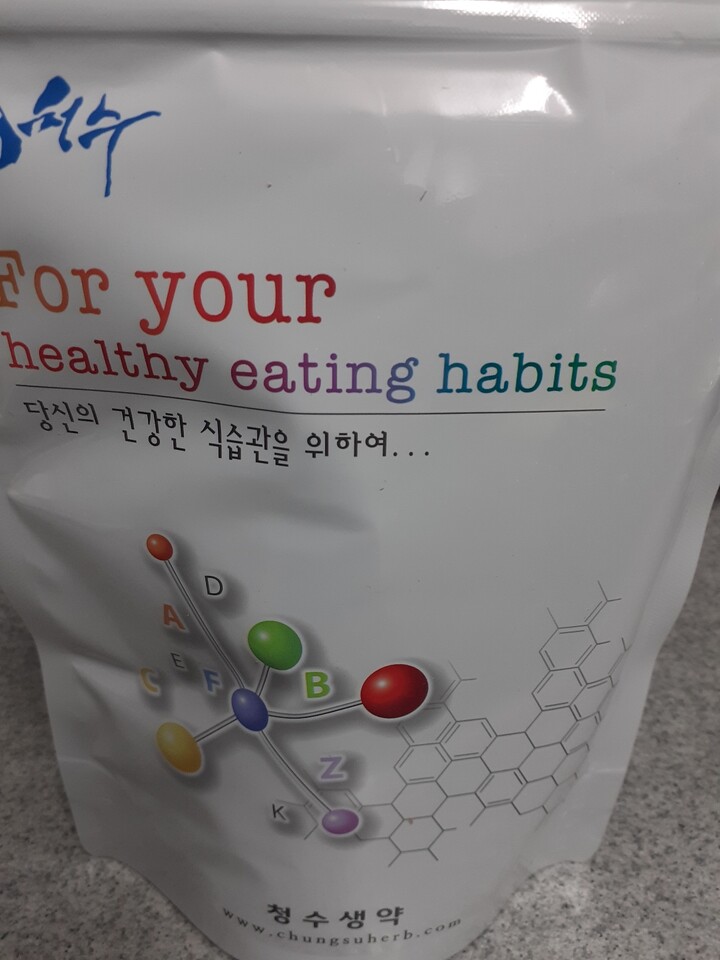 청수
For your
healthy eating habits
당신의 건강한 식습관을 위하여...
D
A
E
C
F
B
Z
K
청수생약
www.chungsuherb.com